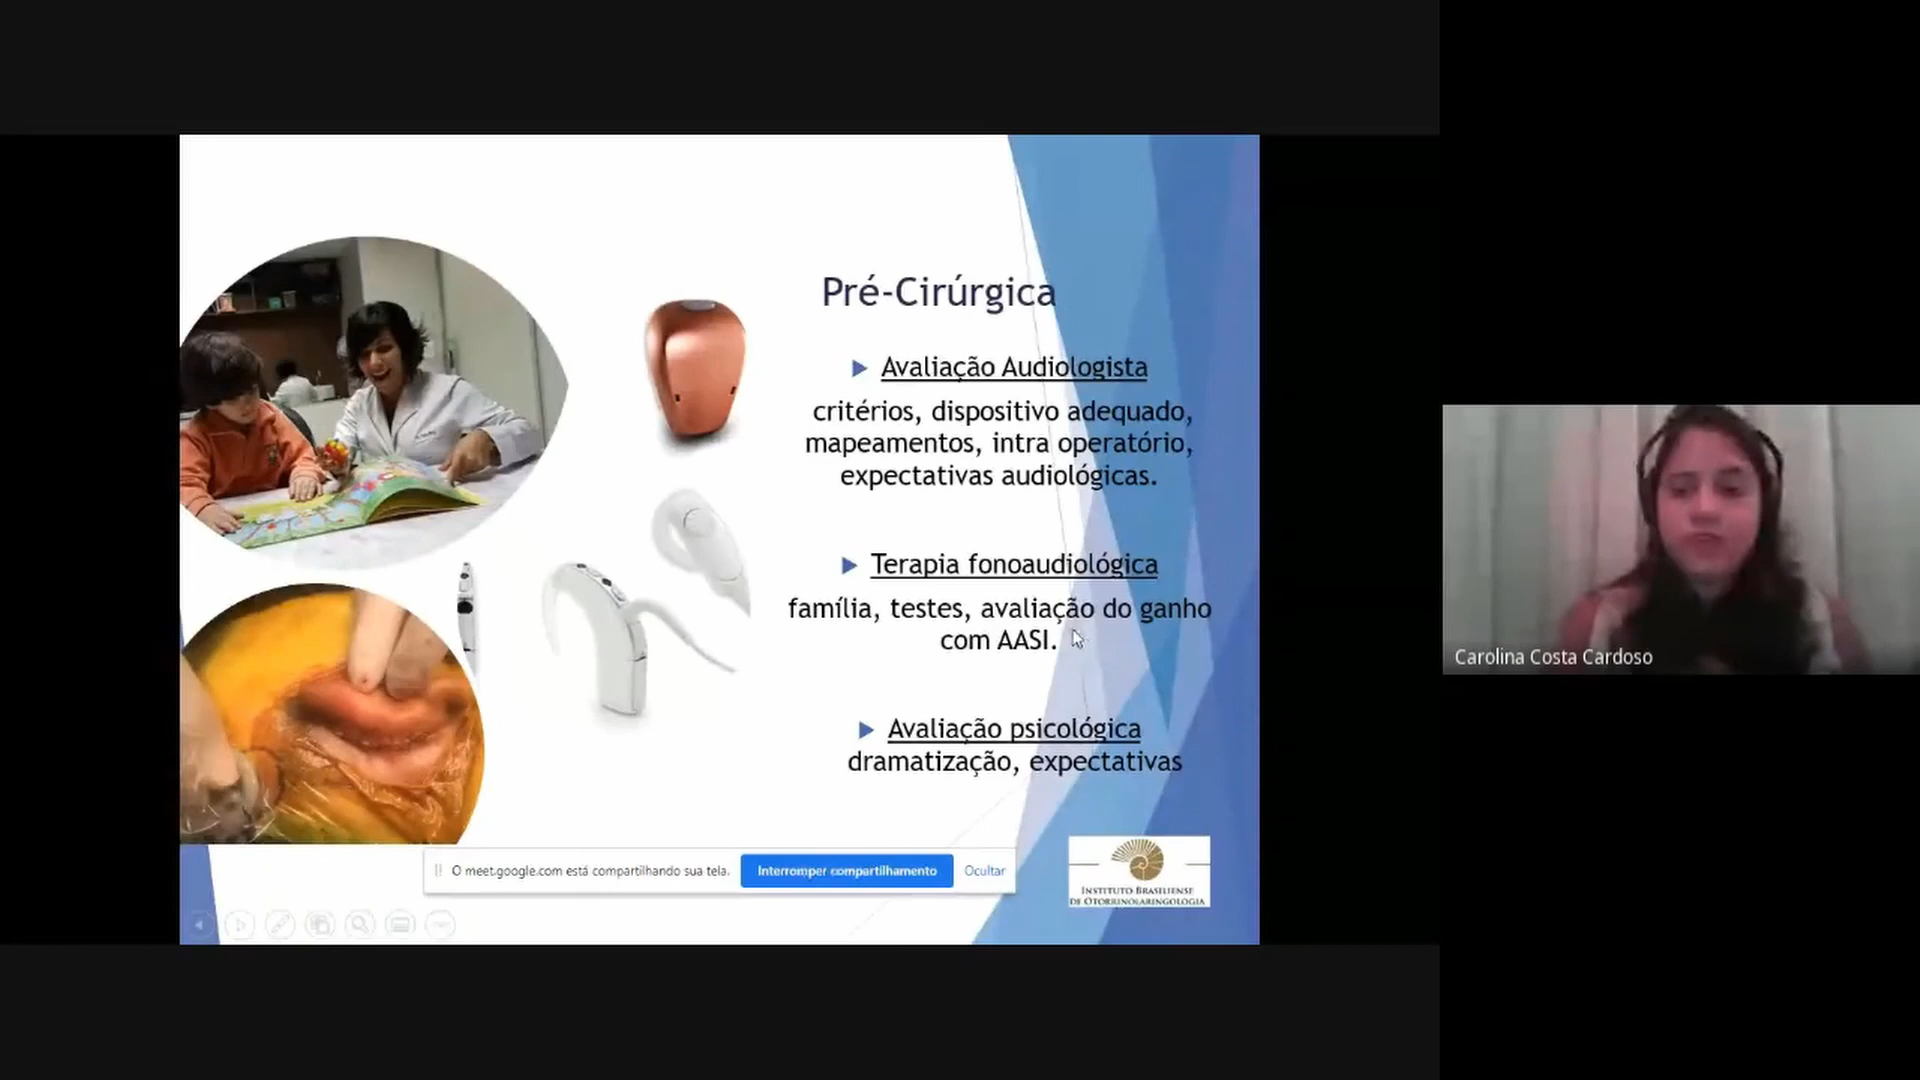 Pré-Cirúrgica
Avaliação Audiologista
critérios, dispositivo adequado,
mapeamentos, intra operatório,
expectativas audiológicas.
Terapia fonoaudiológica
família, testes, avaliação do ganho
com AASI.
Avaliação psicológica
dramatização, expectativas
O meet.google.com está compartilhando sua tela.
Interromper compartilhamento
Ocultar
INSTITUTO BRASILIENSE
DE OTORRINOLARINGOLOGIA
Carolina Costa Cardoso